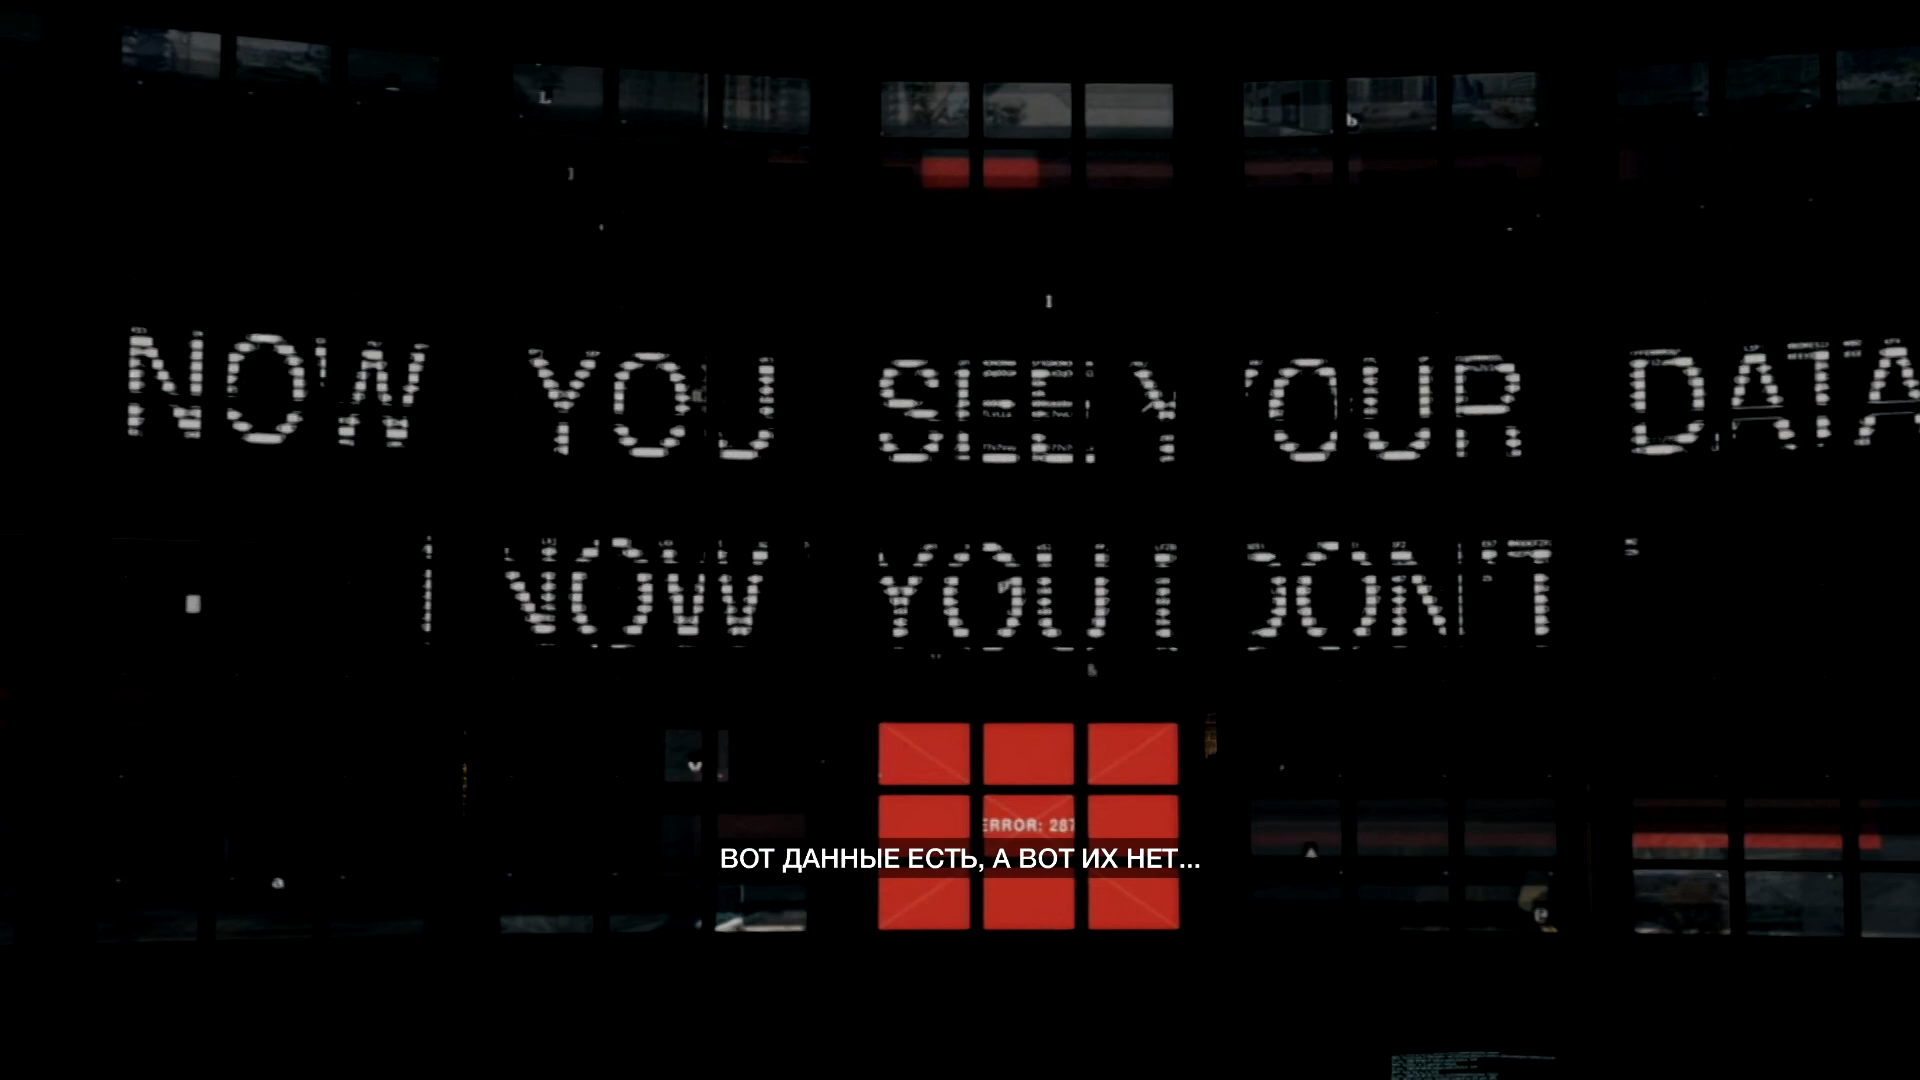 NOW YOU SEE YOUR DATA
NOW YOU DON'T
ERROR: 287
ВОТ ДАННЫЕ ЕСТЬ, А ВОТ ИХ НЕТ...